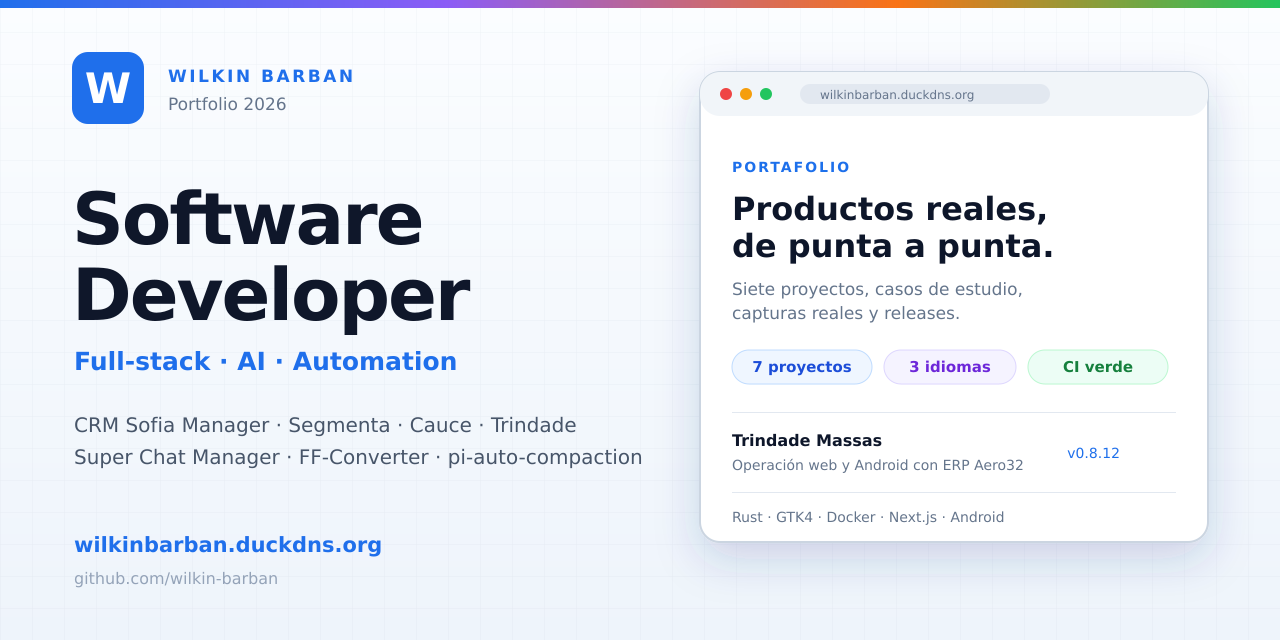 W
WILKIN BARBAN
Portfolio 2026
Software
Developer
Full-stack · AI · Automation
CRM Sofia Manager · Segmenta · Cauce · Trindade
Super Chat Manager · FF-Converter · pi-auto-compaction
wilkinbarban.duckdns.org
github.com/wilkin-barban
wilkinbarban.duckdns.org
PORTAFOLIO
Productos reales,
de punta a punta.
Siete proyectos, casos de estudio,
capturas reales y releases.
7 proyectos
3 idiomas
CI verde
Trindade Massas
Operación web y Android con ERP Aero32
v0.8.12
Rust · GTK4 · Docker · Next.js · Android